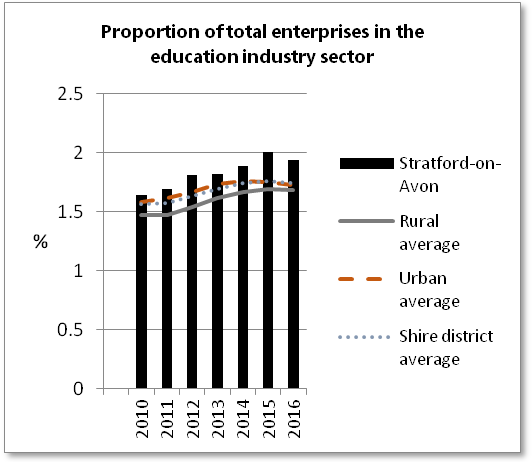 Proportion of total enterprises in the
education industry sector
2.5
2
1.5
1
0.5
0
%
2010
2011
2012
2013
2014
2015
2016
Stratford-on-
Avon
Rural
average
Urban
average
Shire district
average